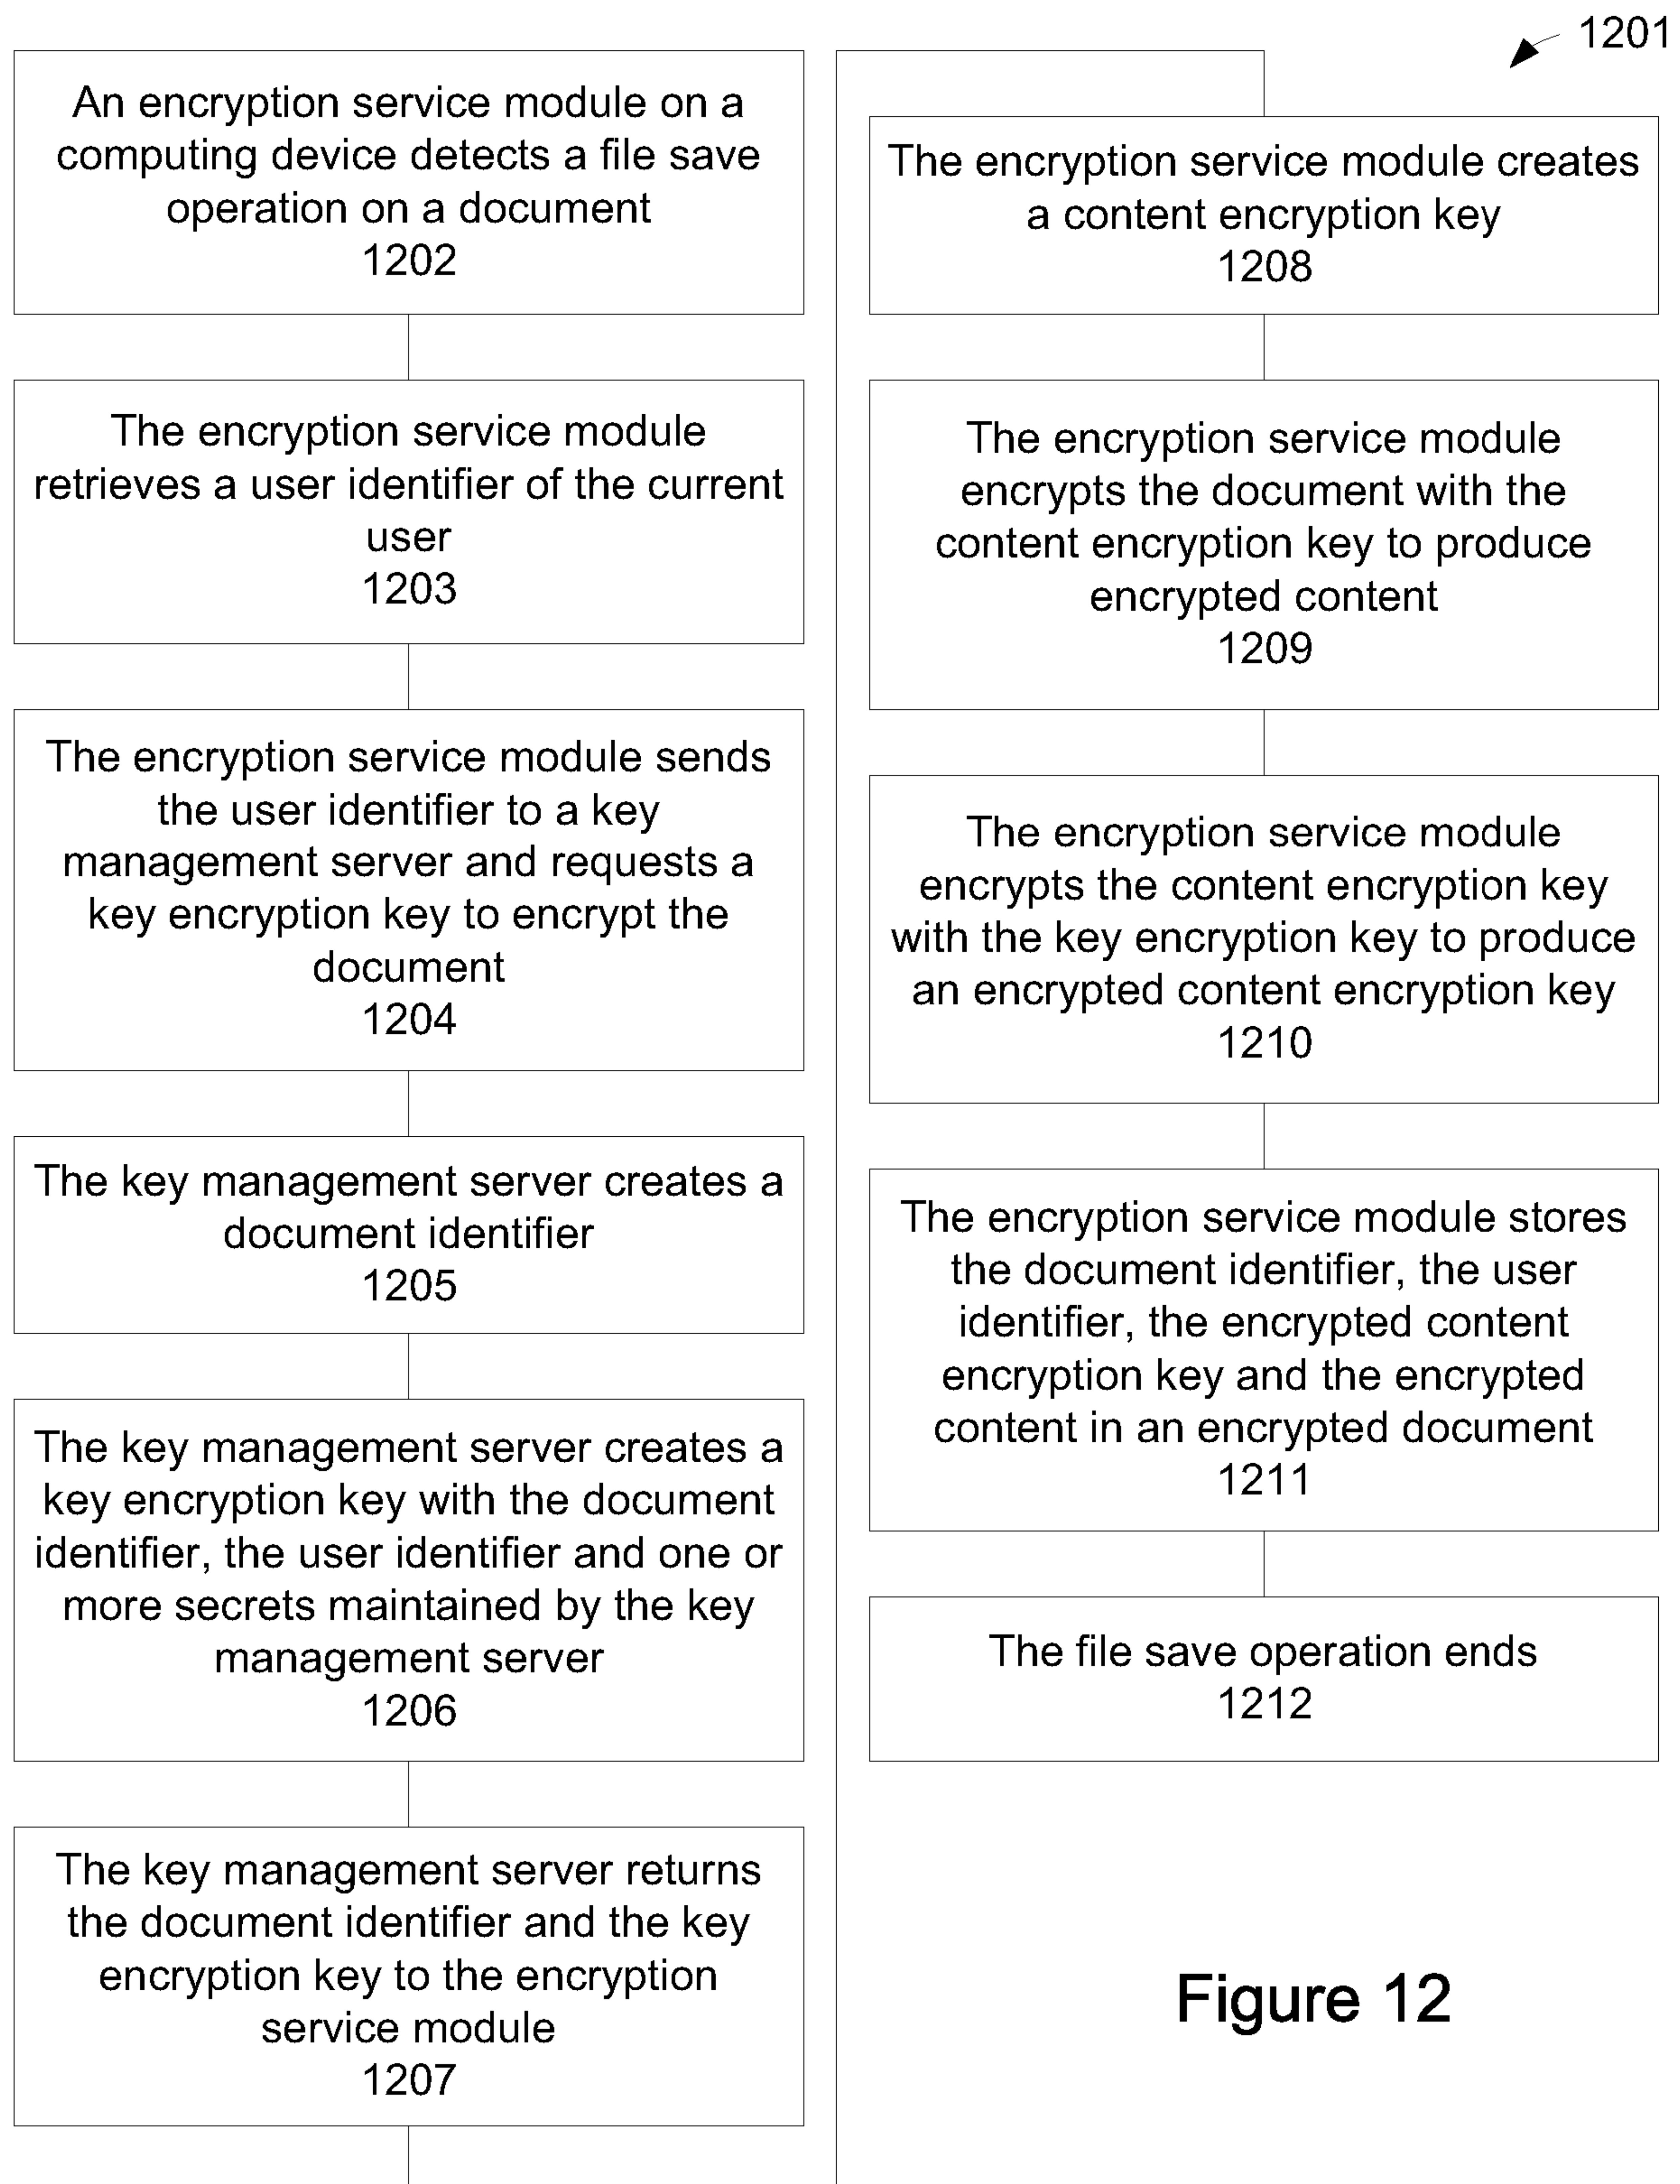 1201
An encryption service module on a
computing device detects a file save
operation on a document
1202
The encryption service module
retrieves a user identifier of the current
user
1203
The encryption service module sends
the user identifier to a key
management server and requests a
key encryption key to encrypt the
document
1204
The key management server creates a
document identifier
1205
The key management server creates a
key encryption key with the document
identifier, the user identifier and one or
more secrets maintained by the key
management server
1206
The key management server returns
the document identifier and the key
encryption key to the encryption
service module
1207
The encryption service module creates
a content encryption key
1208
The encryption service module
encrypts the document with the
content encryption key to produce
encrypted content
1209
The encryption service module
encrypts the content encryption key
with the key encryption key to produce
an encrypted content encryption key
1210
The encryption service module stores
the document identifier, the user
identifier, the encrypted content
encryption key and the encrypted
content in an encrypted document
1211
The file save operation ends
1212
Figure 12